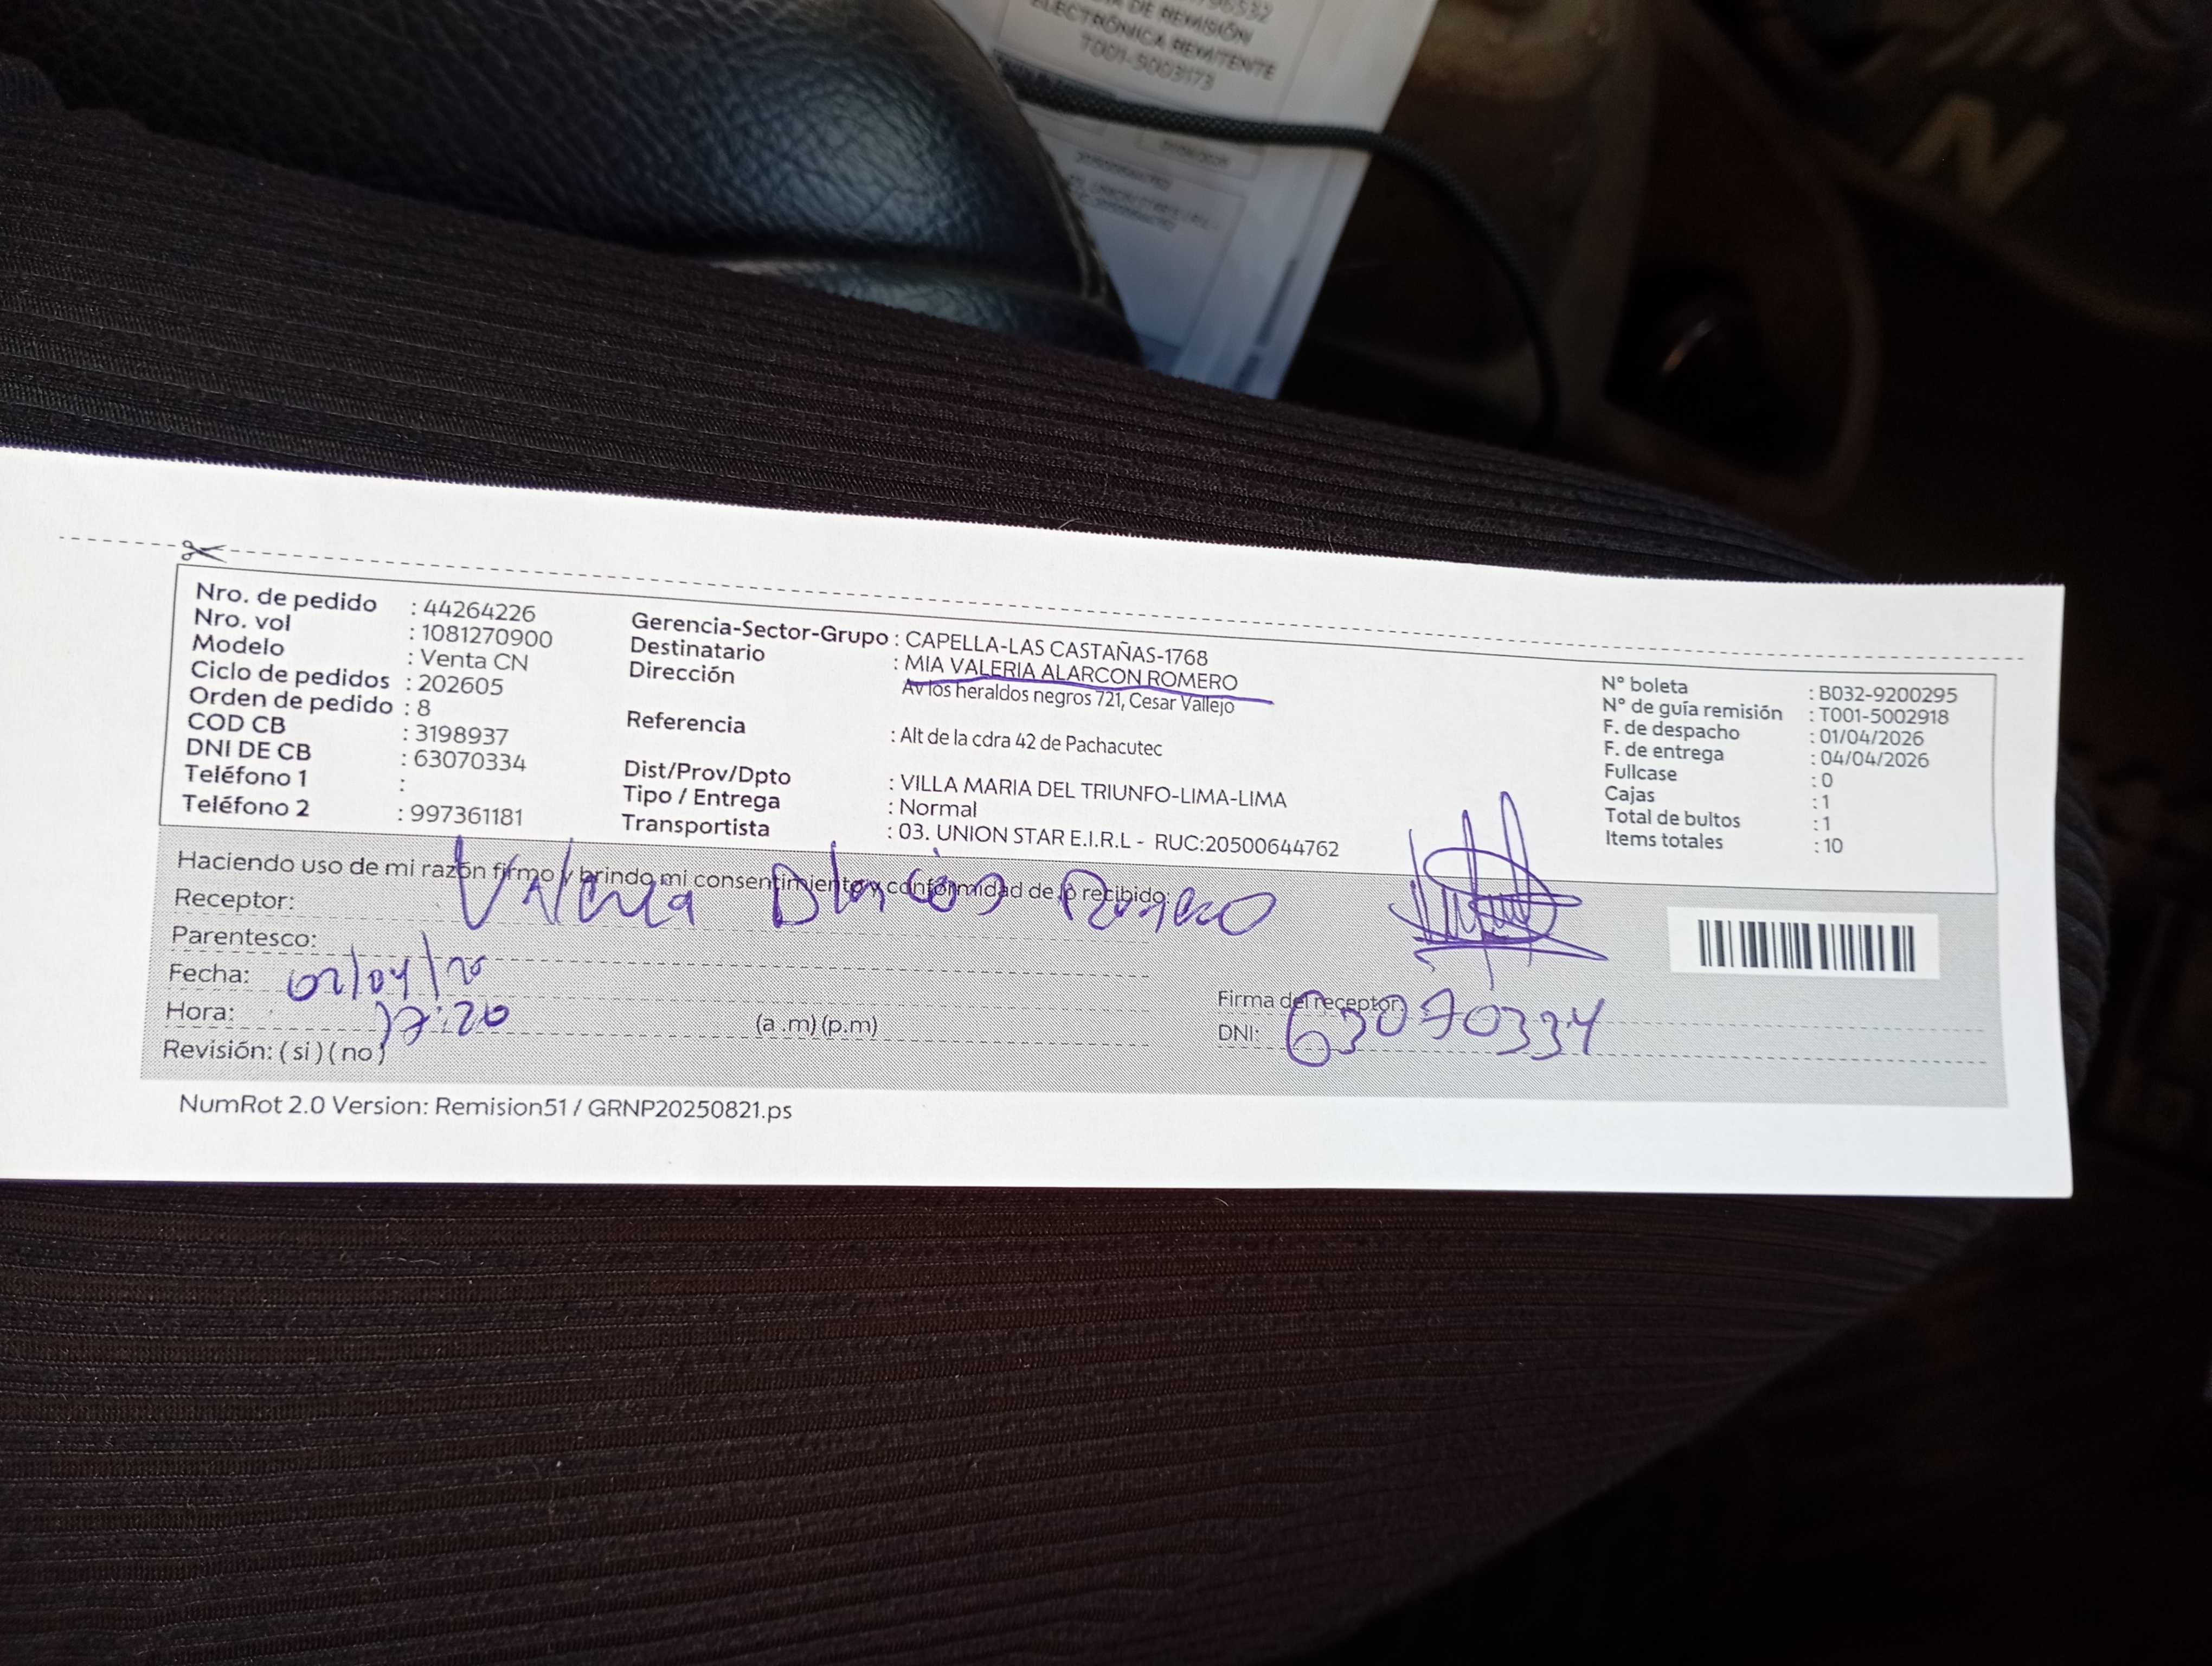 DE REMISIÓN
ELECTRÓNICA REMITENTE
T001-5003173
N
Nro. de pedido : 44264226
Nro. vol : 1081270900
Modelo : Venta CN
Ciclo de pedidos : 202605
Orden de pedido : 8
COD CB : 3198937
DNI DE CB : 63070334
Teléfono 1 :
Teléfono 2 : 997361181
Gerencia-Sector-Grupo : CAPELLA-LAS CASTAÑAS-1768
Destinatario : MIA VALERIA ALARCON ROMERO
Dirección Av los heraldos negros 721, Cesar Vallejo
Referencia : Alt de la cdra 42 de Pachacutec
Dist/Prov/Dpto : VILLA MARIA DEL TRIUNFO-LIMA-LIMA
Tipo / Entrega : Normal
Transportista : 03. UNION STAR E.I.R.L - RUC:20500644762
N° boleta : B032-9200295
N° de guía remisión : T001-5002918
F. de despacho : 01/04/2026
F. de entrega : 04/04/2026
Fullcase : 0
Cajas : 1
Total de bultos : 1
Items totales : 10
Haciendo uso de mi razón firmo y brindo mi consentimiento y conformidad de lo recibido:
Receptor: Valeria Romero
Parentesco:
Fecha: 02/04/
Hora: 17:20 (a .m) (p.m)
Revisión: ( si ) ( no )
Firma del receptor
DNI: 63070334
NumRot 2.0 Version: Remision51 / GRNP20250821.ps